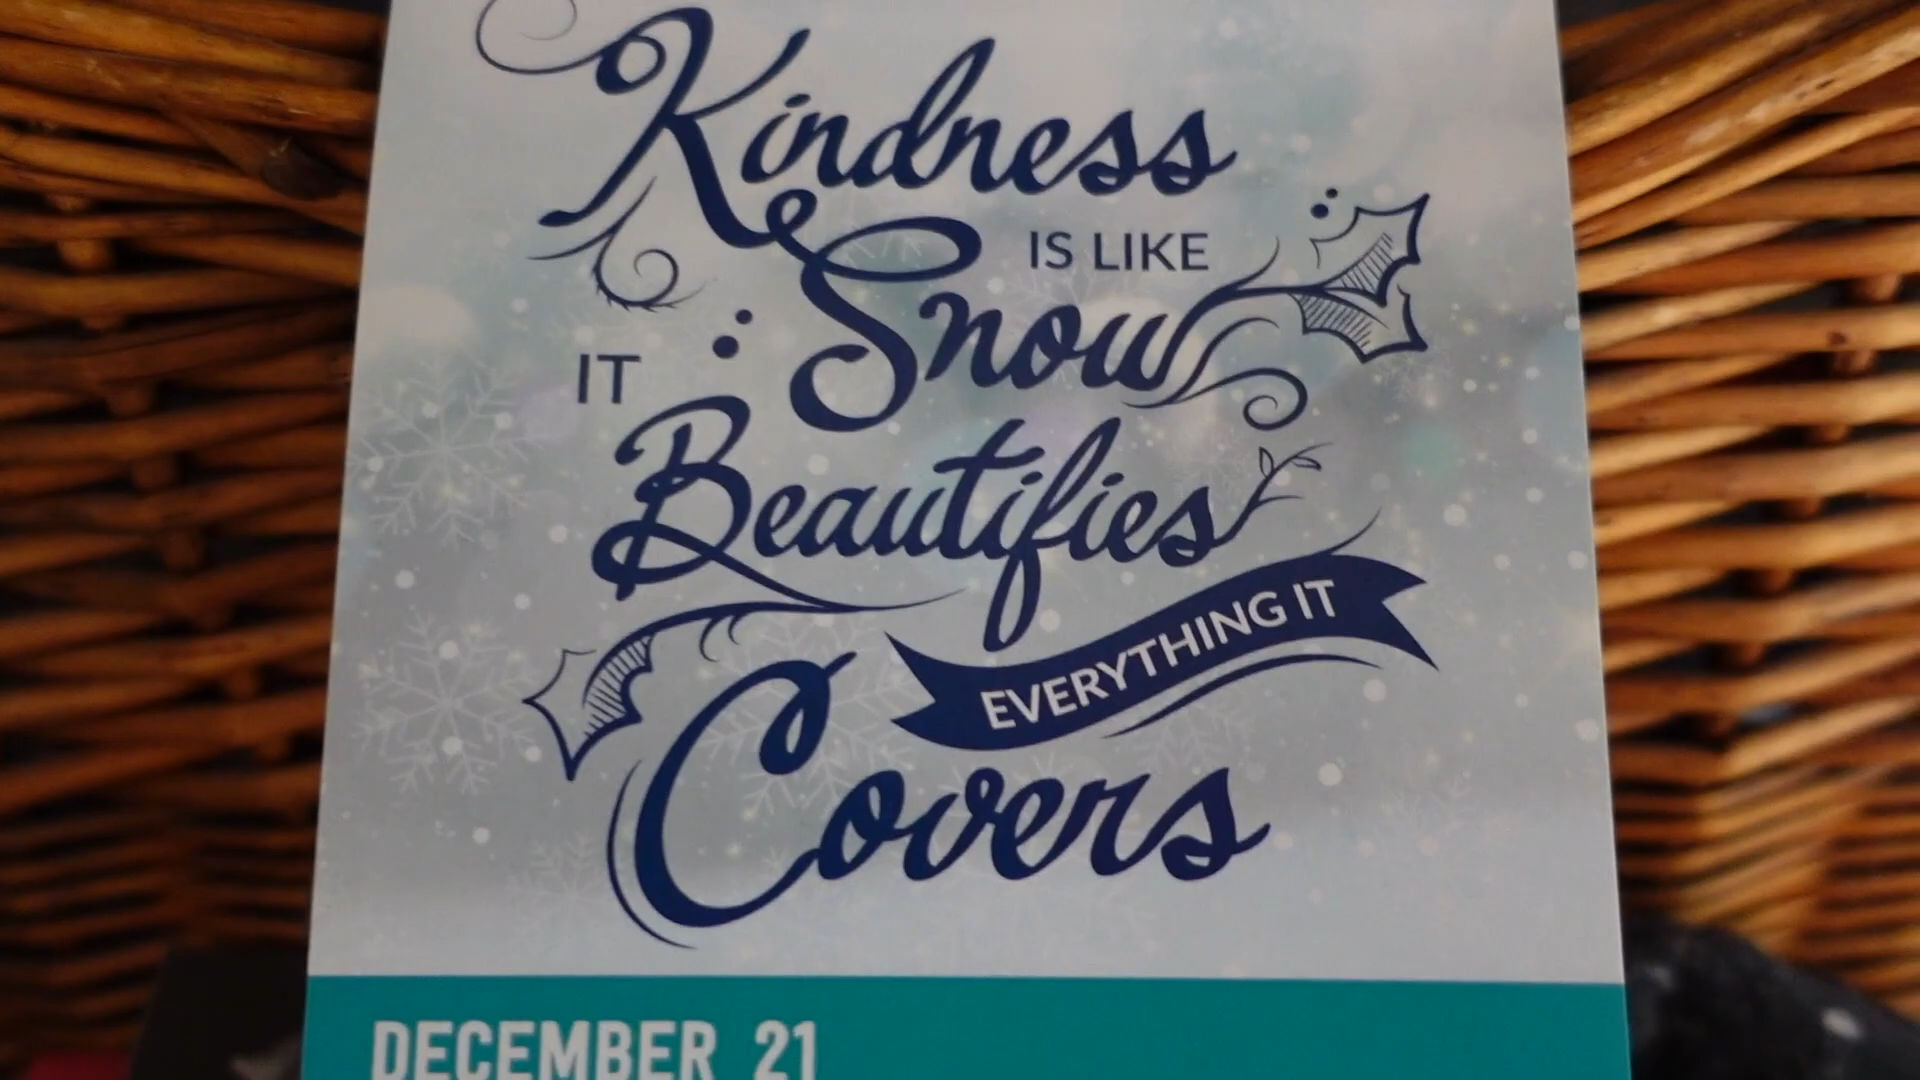 Kindness
IS LIKE
Snow
IT
Beautifies
EVERYTHING IT
Covers
DECEMBER 21